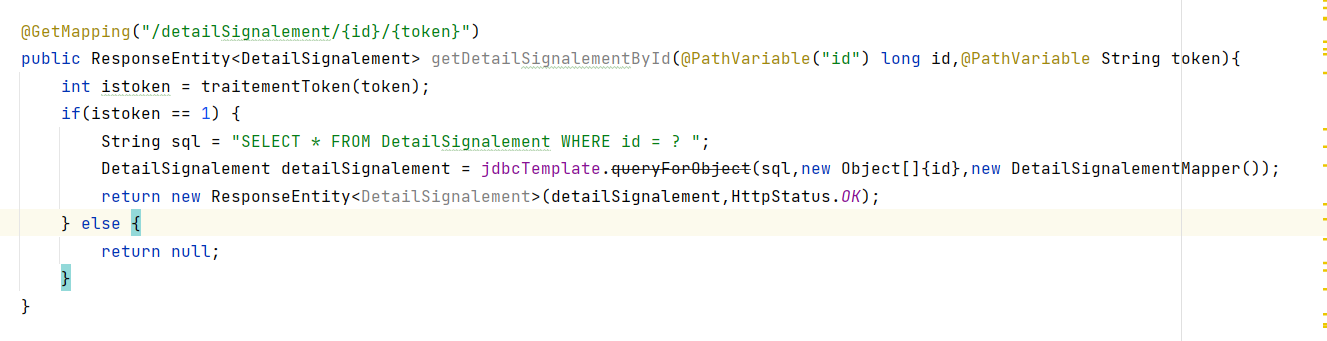 @GetMapping("/detailSignalement/{id}/{token}")
public ResponseEntity<DetailSignalement> getDetailSignalementById(@PathVariable("id") long id,@PathVariable String token){
    int istoken = traitementToken(token);
    if(istoken == 1) {
        String sql = "SELECT * FROM DetailSignalement WHERE id = ? ";
        DetailSignalement detailSignalement = jdbcTemplate.queryForObject(sql,new Object[]{id},new DetailSignalementMapper());
        return new ResponseEntity<DetailSignalement>(detailSignalement,HttpStatus.OK);
    } else {
        return null;
    }
}